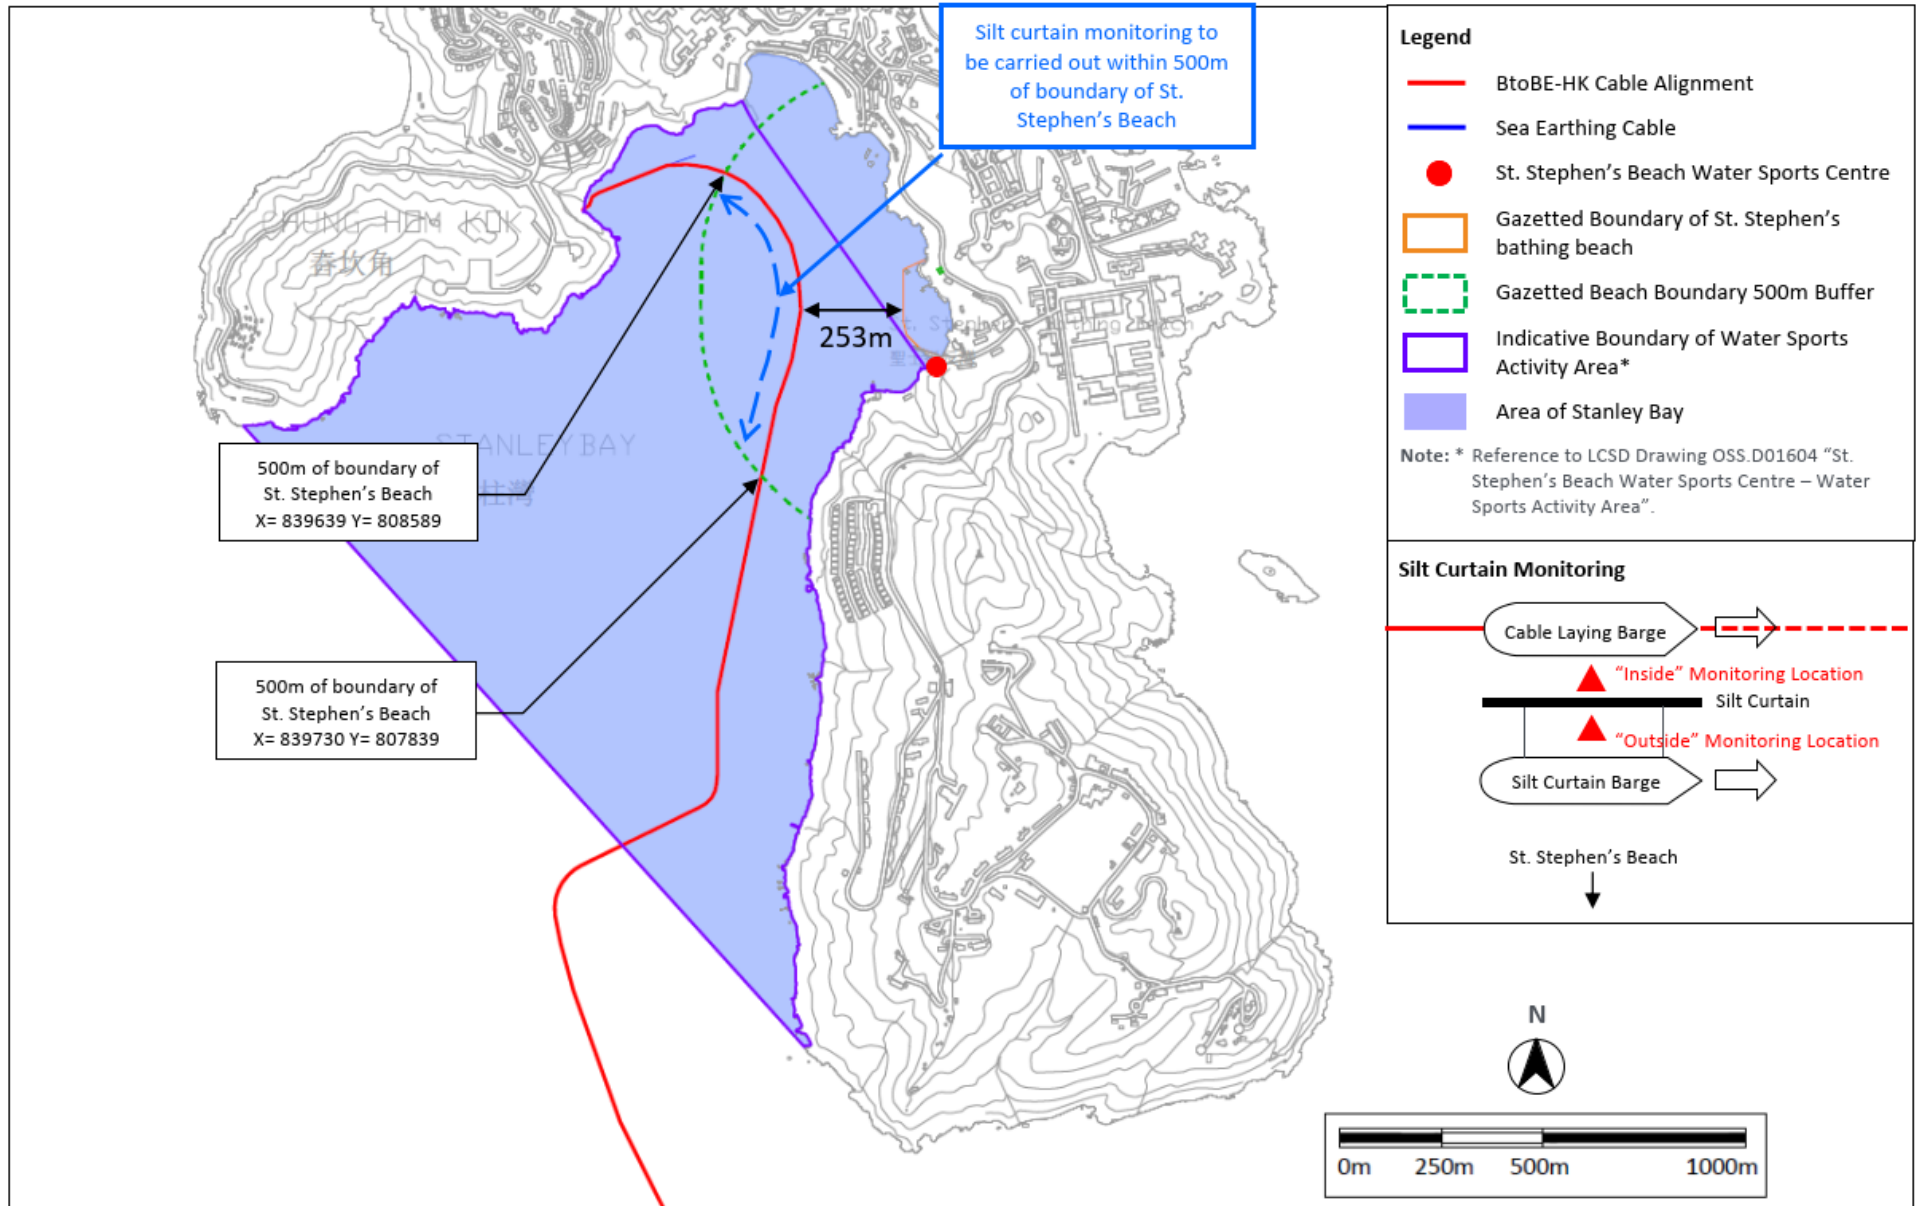 Silt curtain monitoring to
be carried out within 500m
of boundary of St.
Stephen's Beach
CHUNG HOM KOK
舂坎角
253m
STANLEY BAY
柱灣
500m of boundary of
St. Stephen's Beach
X= 839639 Y= 808589
500m of boundary of
St. Stephen's Beach
X= 839730 Y= 807839
Legend
BtoBE-HK Cable Alignment
Sea Earthing Cable
St. Stephen's Beach Water Sports Centre
Gazetted Boundary of St. Stephen's
bathing beach
Gazetted Beach Boundary 500m Buffer
Indicative Boundary of Water Sports
Activity Area*
Area of Stanley Bay
Note: * Reference to LCSD Drawing OSS.D01604 "St.
Stephen's Beach Water Sports Centre – Water
Sports Activity Area".
Silt Curtain Monitoring
Cable Laying Barge
"Inside" Monitoring Location
Silt Curtain
"Outside" Monitoring Location
Silt Curtain Barge
St. Stephen's Beach
N
0m 250m 500m 1000m